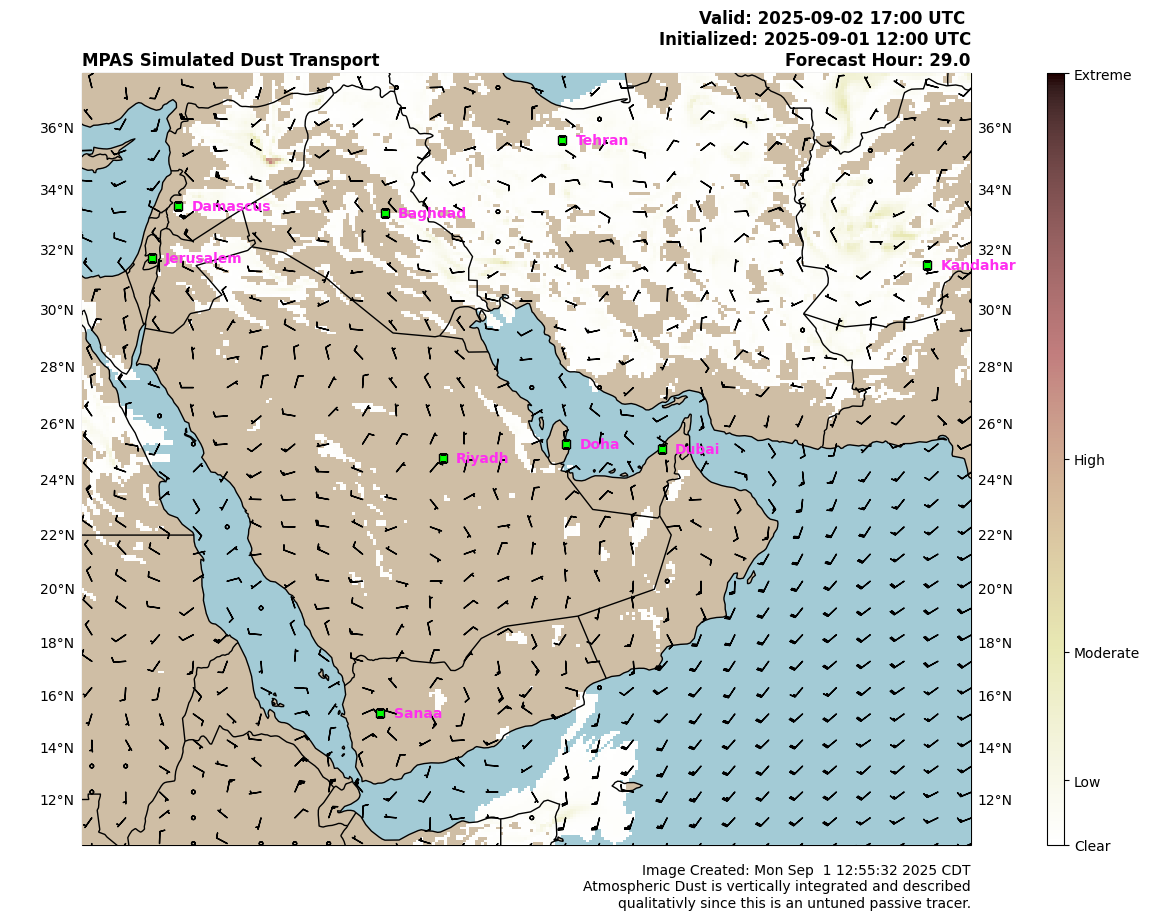 Valid: 2025-09-02 17:00 UTC
Initialized: 2025-09-01 12:00 UTC
MPAS Simulated Dust Transport Forecast Hour: 29.0
Extreme
36°N 36°N
Tehran
34°N 34°N
Damascus
Baghdad
32°N 32°N
Jerusalem
Kandahar
30°N 30°N
28°N 28°N
26°N 26°N
Doha
Dubai
Riyadh
High
24°N 24°N
22°N 22°N
20°N 20°N
18°N 18°N
Moderate
16°N 16°N
Sanaa
14°N 14°N
Low
12°N 12°N
Clear
Image Created: Mon Sep  1 12:55:32 2025 CDT
Atmospheric Dust is vertically integrated and described
qualitativly since this is an untuned passive tracer.